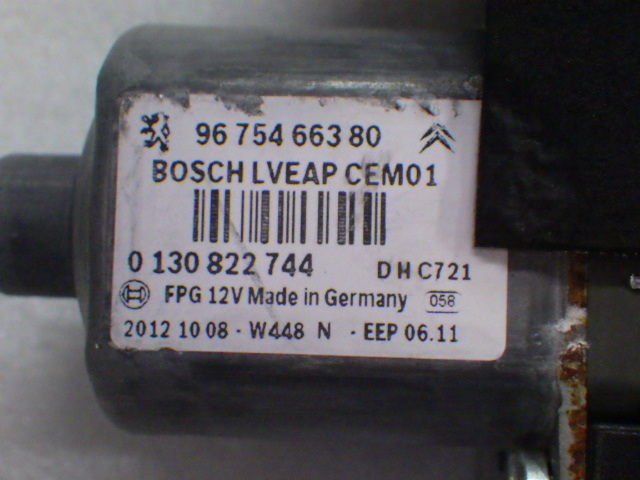 96 754 663 80
BOSCH LVEAP CEM01
0 130 822 744 D H C721
FPG 12V Made in Germany 058
2012 10 08 - W448 N - EEP 06.11